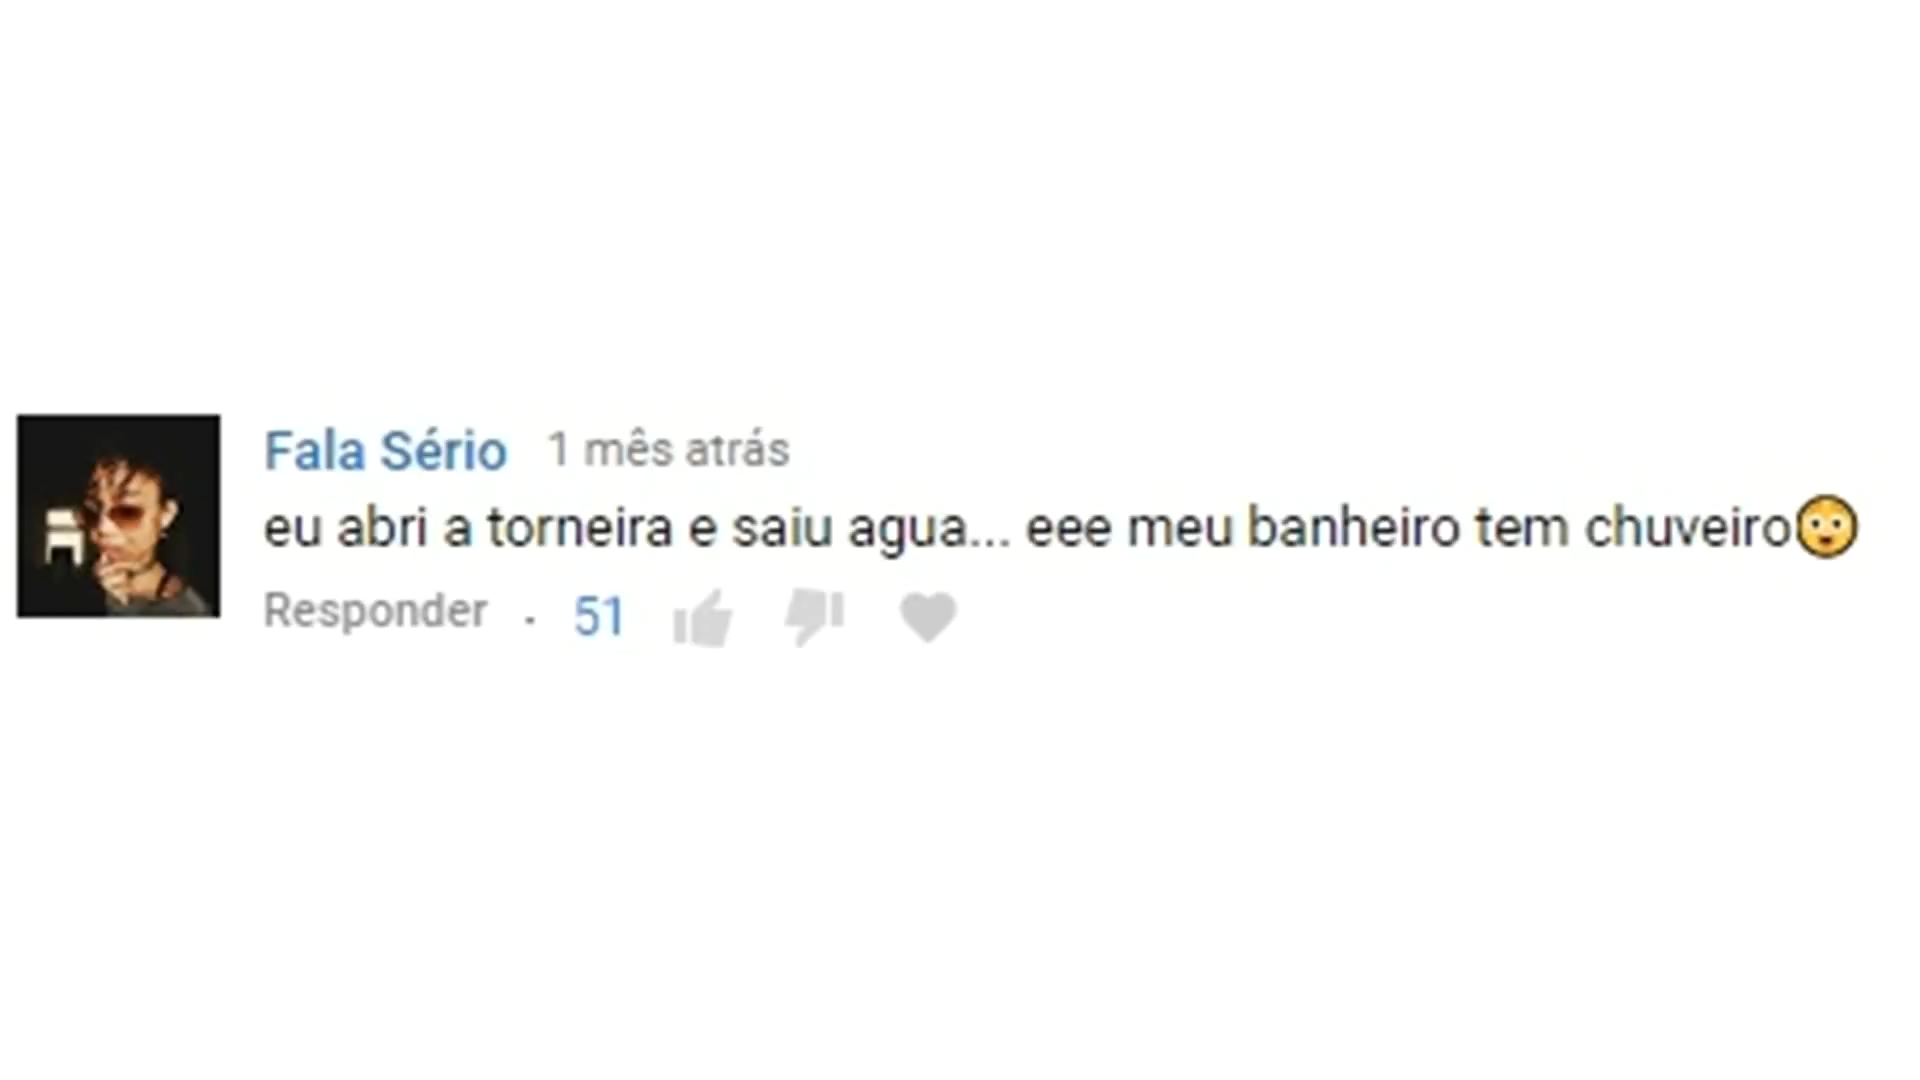 Fala Sério 1 mês atrás
eu abri a torneira e saiu agua... eee meu banheiro tem chuveiro😳
Responder . 51